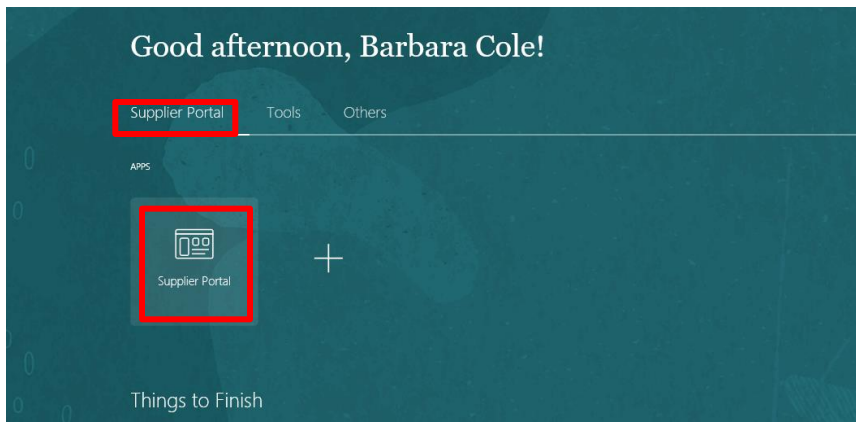 Good afternoon, Barbara Cole!
Supplier Portal Tools Others
APPS
Supplier Portal
Things to Finish